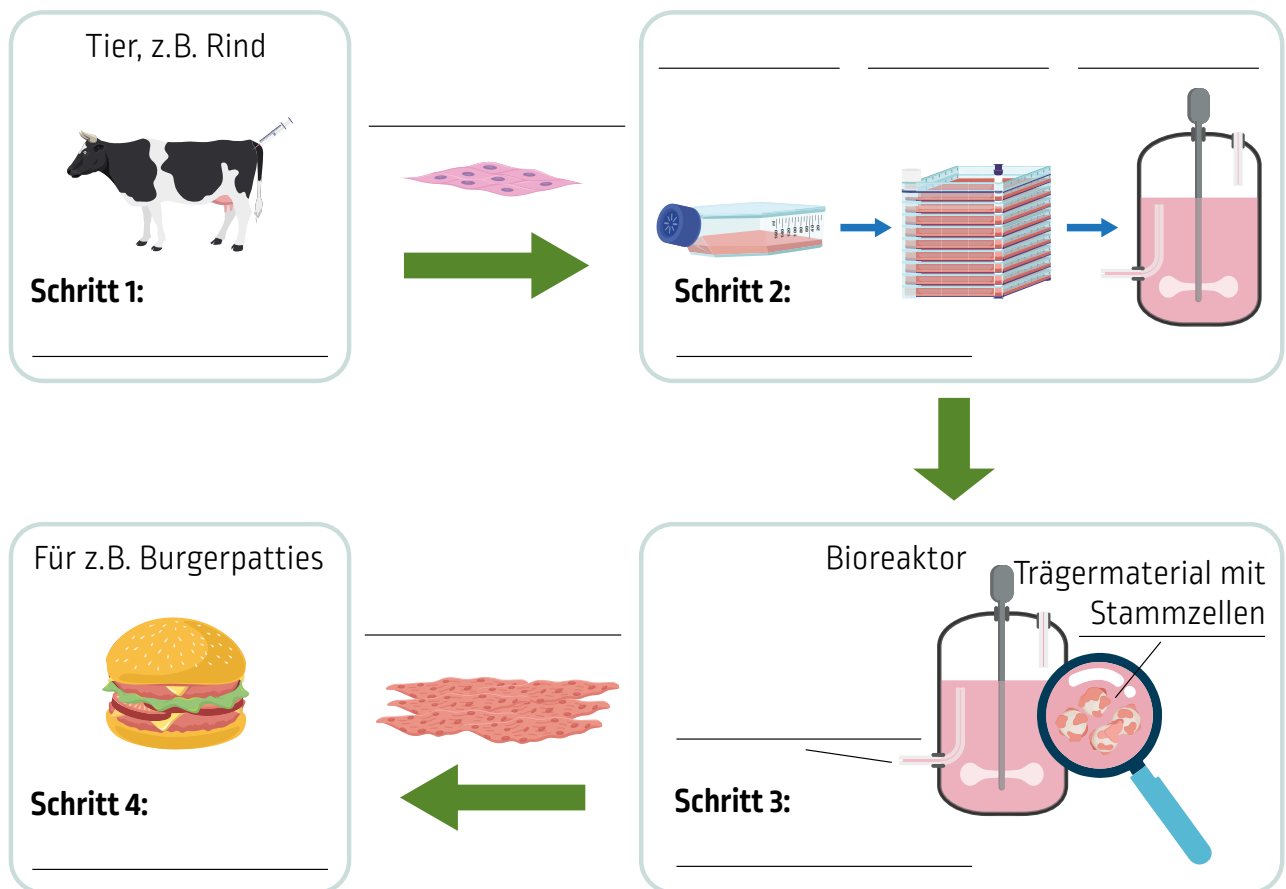 Tier, z.B. Rind
Schritt 1:
Schritt 2:
Bioreaktor
Trägermaterial mit
Stammzellen
Schritt 3:
Für z.B. Burgerpatties
Schritt 4: